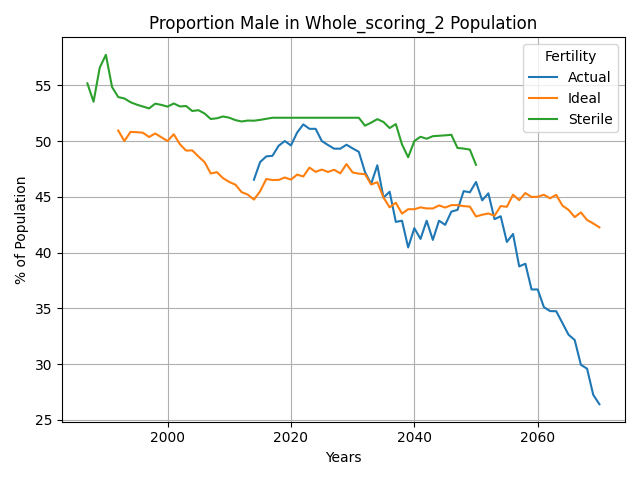 Proportion Male in Whole_scoring_2 Population
Fertility
Actual
Ideal
Sterile
% of Population
55
50
45
40
35
30
25
2000
2020
2040
2060
Years